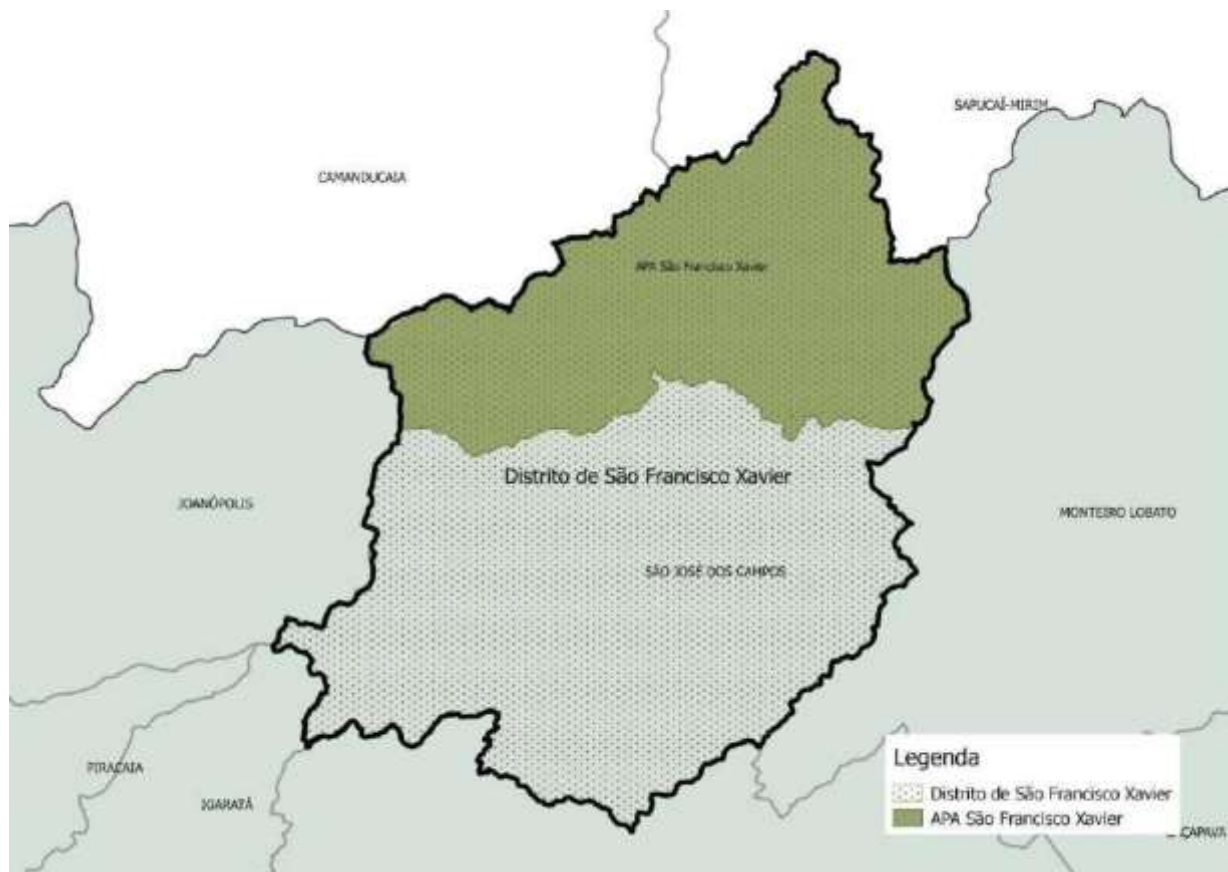 SAPUCAÍ-MIRIM
CAMANDUCAIA
APA São Francisco Xavier
Distrito de São Francisco Xavier
JOANÓPOLIS
MONTEIRO LOBATO
SÃO JOSÉ DOS CAMPOS
Legenda
Distrito de São Francisco Xavier
APA São Francisco Xavier
PIRACAIA
IGARATÁ
ÇAPAVA